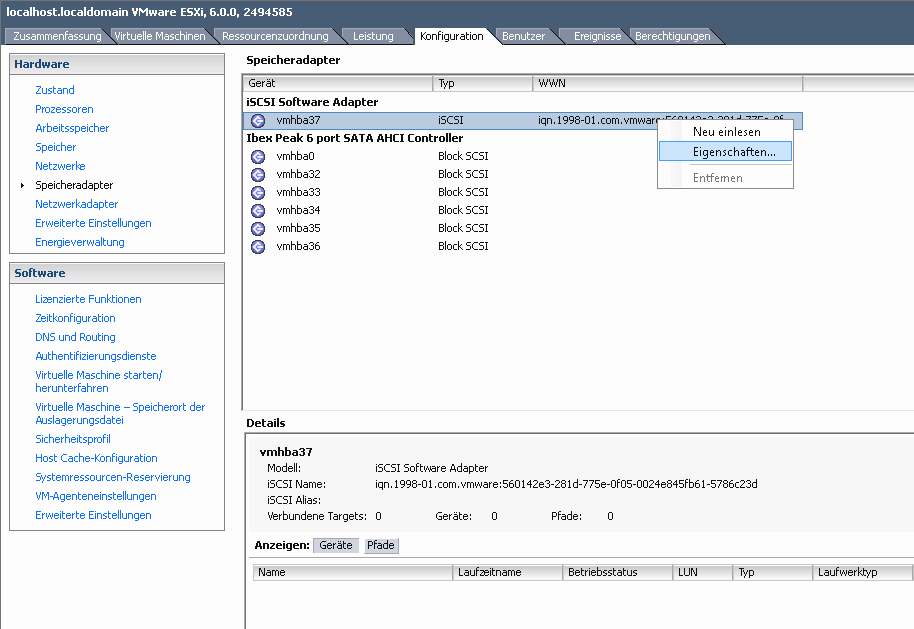 localhost.localdomain VMware ESXi, 6.0.0, 2494585
Zusammenfassung Virtuelle Maschinen Ressourcenzuordnung Leistung Konfiguration Benutzer Ereignisse Berechtigungen
Hardware
Zustand
Prozessoren
Arbeitsspeicher
Speicher
Netzwerke
Speicheradapter
Netzwerkadapter
Erweiterte Einstellungen
Energieverwaltung
Software
Lizenzierte Funktionen
Zeitkonfiguration
DNS und Routing
Authentifizierungsdienste
Virtuelle Maschine starten/
herunterfahren
Virtuelle Maschine – Speicherort der
Auslagerungsdatei
Sicherheitsprofil
Host Cache-Konfiguration
Systemressourcen-Reservierung
VM-Agenteneinstellungen
Erweiterte Einstellungen
Speicheradapter
Gerät Typ WWN
iSCSI Software Adapter
vmhba37 iSCSI iqn.1998-01.com.vmware:560142e3-281d-775e-0f
Ibex Peak 6 port SATA AHCI Controller
vmhba0 Block SCSI
vmhba32 Block SCSI
vmhba33 Block SCSI
vmhba34 Block SCSI
vmhba35 Block SCSI
vmhba36 Block SCSI
Neu einlesen
Eigenschaften...
Entfernen
Details
vmhba37
Modell: iSCSI Software Adapter
iSCSI Name: iqn.1998-01.com.vmware:560142e3-281d-775e-0f05-0024e845fb61-5786c23d
iSCSI Alias:
Verbundene Targets: 0 Geräte: 0 Pfade: 0
Anzeigen: Geräte Pfade
Name Laufzeitname Betriebsstatus LUN Typ Laufwerktyp